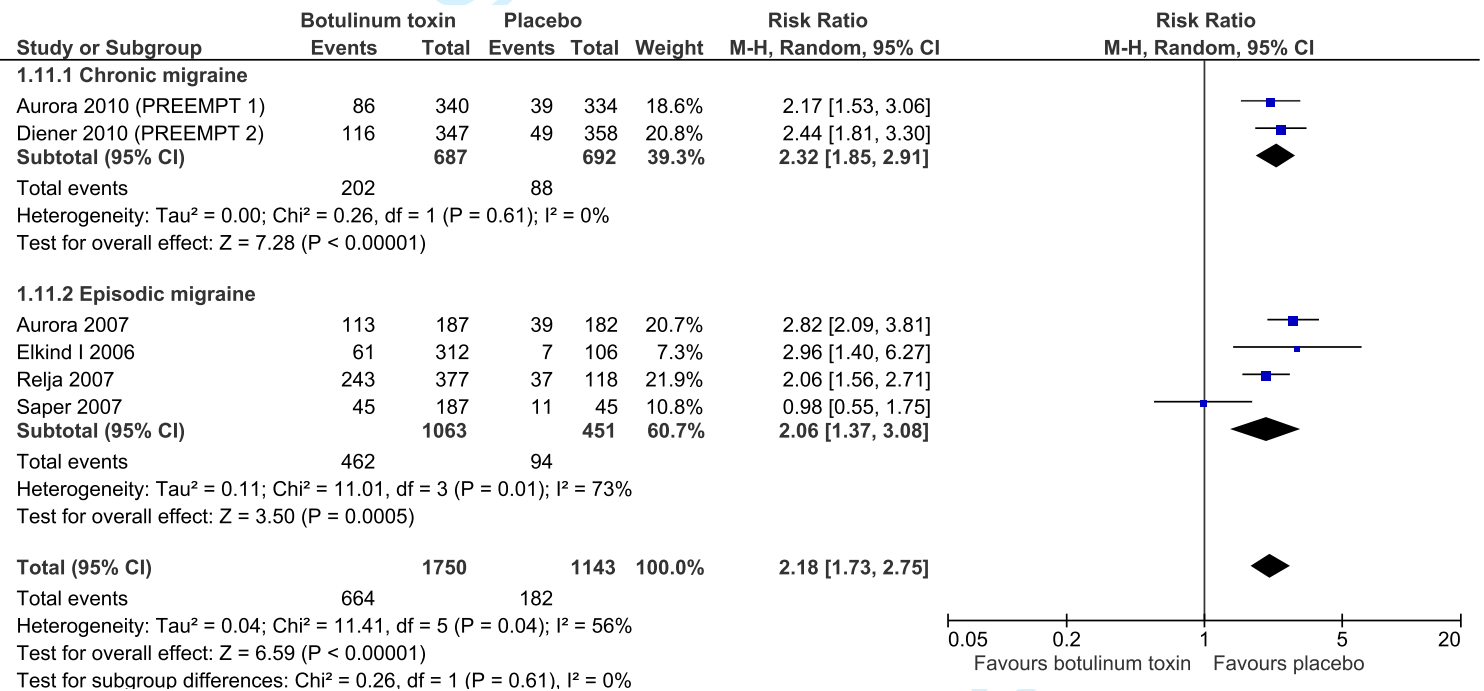 Botulinum toxin Placebo Risk Ratio Risk Ratio
Study or Subgroup Events Total Events Total Weight M-H, Random, 95% CI M-H, Random, 95% CI
1.11.1 Chronic migraine
Aurora 2010 (PREEMPT 1) 86 340 39 334 18.6% 2.17 [1.53, 3.06]
Diener 2010 (PREEMPT 2) 116 347 49 358 20.8% 2.44 [1.81, 3.30]
Subtotal (95% CI) 687 692 39.3% 2.32 [1.85, 2.91]
Total events 202 88
Heterogeneity: Tau² = 0.00; Chi² = 0.26, df = 1 (P = 0.61); I² = 0%
Test for overall effect: Z = 7.28 (P < 0.00001)
1.11.2 Episodic migraine
Aurora 2007 113 187 39 182 20.7% 2.82 [2.09, 3.81]
Elkind I 2006 61 312 7 106 7.3% 2.96 [1.40, 6.27]
Relja 2007 243 377 37 118 21.9% 2.06 [1.56, 2.71]
Saper 2007 45 187 11 45 10.8% 0.98 [0.55, 1.75]
Subtotal (95% CI) 1063 451 60.7% 2.06 [1.37, 3.08]
Total events 462 94
Heterogeneity: Tau² = 0.11; Chi² = 11.01, df = 3 (P = 0.01); I² = 73%
Test for overall effect: Z = 3.50 (P = 0.0005)
Total (95% CI) 1750 1143 100.0% 2.18 [1.73, 2.75]
Total events 664 182
Heterogeneity: Tau² = 0.04; Chi² = 11.41, df = 5 (P = 0.04); I² = 56%
Test for overall effect: Z = 6.59 (P < 0.00001)
Test for subgroup differences: Chi² = 0.26, df = 1 (P = 0.61), I² = 0%
0.05 0.2 1 5 20
Favours botulinum toxin Favours placebo